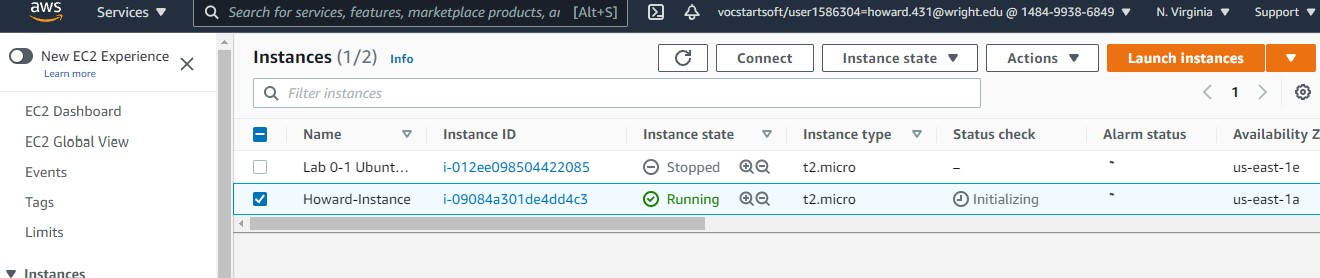 aws Services ▼ Search for services, features, marketplace products, ar [Alt+S] vocstartsoft/user1586304=howard.431@wright.edu @ 1484-9938-6849 ▼ N. Virginia ▼ Support ▼
New EC2 Experience
Learn more
EC2 Dashboard
EC2 Global View
Events
Tags
Limits
▼ Instances
Instances (1/2) Info Connect Instance state ▼ Actions ▼ Launch instances ▼
Filter instances
1
Name Instance ID Instance state Instance type Status check Alarm status Availability Z
Lab 0-1 Ubunt... i-012ee098504422085 Stopped t2.micro – us-east-1e
Howard-Instance i-09084a301de4dd4c3 Running t2.micro Initializing us-east-1a